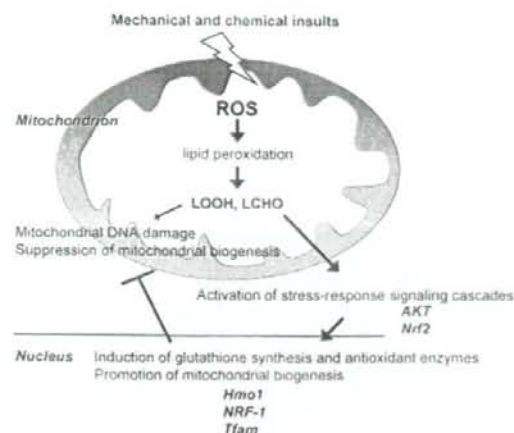 Mechanical and chemical insults
Mitochondrion
ROS
lipid peroxidation
LOOH, LCHO
Mitochondrial DNA damage
Suppression of mitochondrial biogenesis
Activation of stress-response signaling cascades
AKT
Nrf2
Nucleus Induction of glutathione synthesis and antioxidant enzymes
Promotion of mitochondrial biogenesis
Hmo1
NRF-1
Tfam